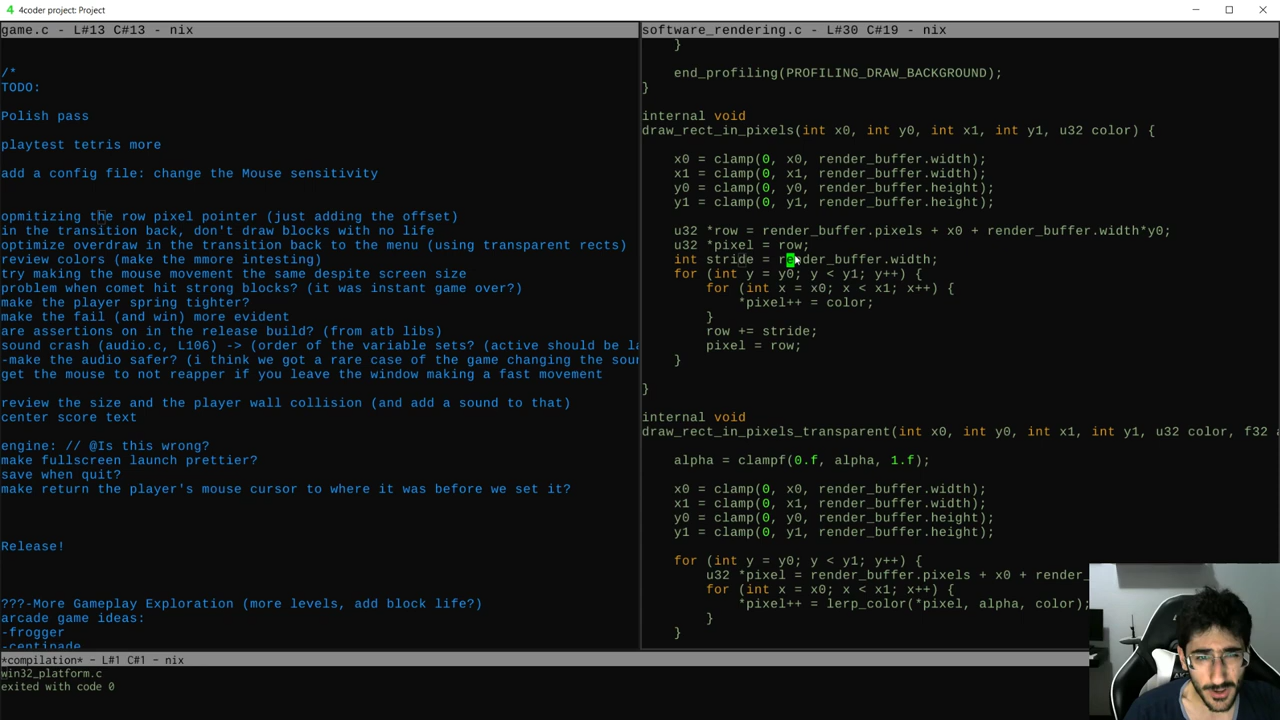 4coder project: Project
game.c - L#13 C#13 - nix
/*
TODO:
Polish pass
playtest tetris more
add a config file: change the Mouse sensitivity
opmitizing the row pixel pointer (just adding the offset)
in the transition back, don't draw blocks with no life
optimize overdraw in the transition back to the menu (using transparent rects)
review colors (make the mmore intesting)
try making the mouse movement the same despite screen size
problem when comet hit strong blocks? (it was instant game over?)
make the player spring tighter?
make the fail (and win) more evident
are assertions on in the release build? (from atb libs)
sound crash (audio.c, L106) -> (order of the variable sets? (active should be la
-make the audio safer? (i think we got a rare case of the game changing the soun
get the mouse to not reapper if you leave the window making a fast movement
review the size and the player wall collision (and add a sound to that)
center score text
engine: // @Is this wrong?
make fullscreen launch prettier?
save when quit?
make return the player's mouse cursor to where it was before we set it?
Release!
???-More Gameplay Exploration (more levels, add block life?)
arcade game ideas:
-frogger
-centipade
software_rendering.c - L#30 C#19 - nix
}
end_profiling(PROFILING_DRAW_BACKGROUND);
}
internal void
draw_rect_in_pixels(int x0, int y0, int x1, int y1, u32 color) {
x0 = clamp(0, x0, render_buffer.width);
x1 = clamp(0, x1, render_buffer.width);
y0 = clamp(0, y0, render_buffer.height);
y1 = clamp(0, y1, render_buffer.height);
u32 *row = render_buffer.pixels + x0 + render_buffer.width*y0;
u32 *pixel = row;
int stride = render_buffer.width;
for (int y = y0; y < y1; y++) {
for (int x = x0; x < x1; x++) {
*pixel++ = color;
}
row += stride;
pixel = row;
}
}
internal void
draw_rect_in_pixels_transparent(int x0, int y0, int x1, int y1, u32 color, f32 a
alpha = clampf(0.f, alpha, 1.f);
x0 = clamp(0, x0, render_buffer.width);
x1 = clamp(0, x1, render_buffer.width);
y0 = clamp(0, y0, render_buffer.height);
y1 = clamp(0, y1, render_buffer.height);
for (int y = y0; y < y1; y++) {
u32 *pixel = render_buffer.pixels + x0 + render_
for (int x = x0; x < x1; x++) {
*pixel++ = lerp_color(*pixel, alpha, color);
}
}
*compilation* - L#1 C#1 - nix
win32_platform.c
exited with code 0